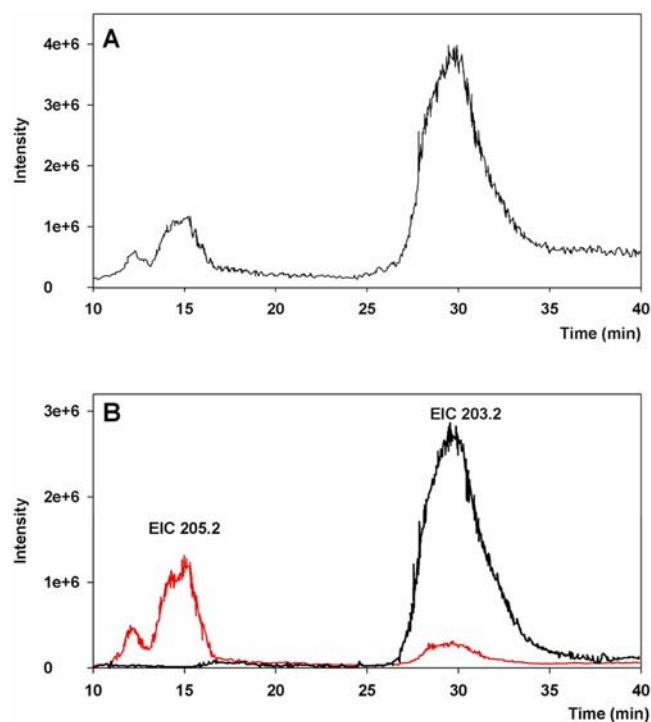 A
Intensity
4e+6
3e+6
2e+6
1e+6
0
10 15 20 25 30 35 40
Time (min)
B
Intensity
3e+6
2e+6
1e+6
0
EIC 203.2
EIC 205.2
10 15 20 25 30 35 40
Time (min)